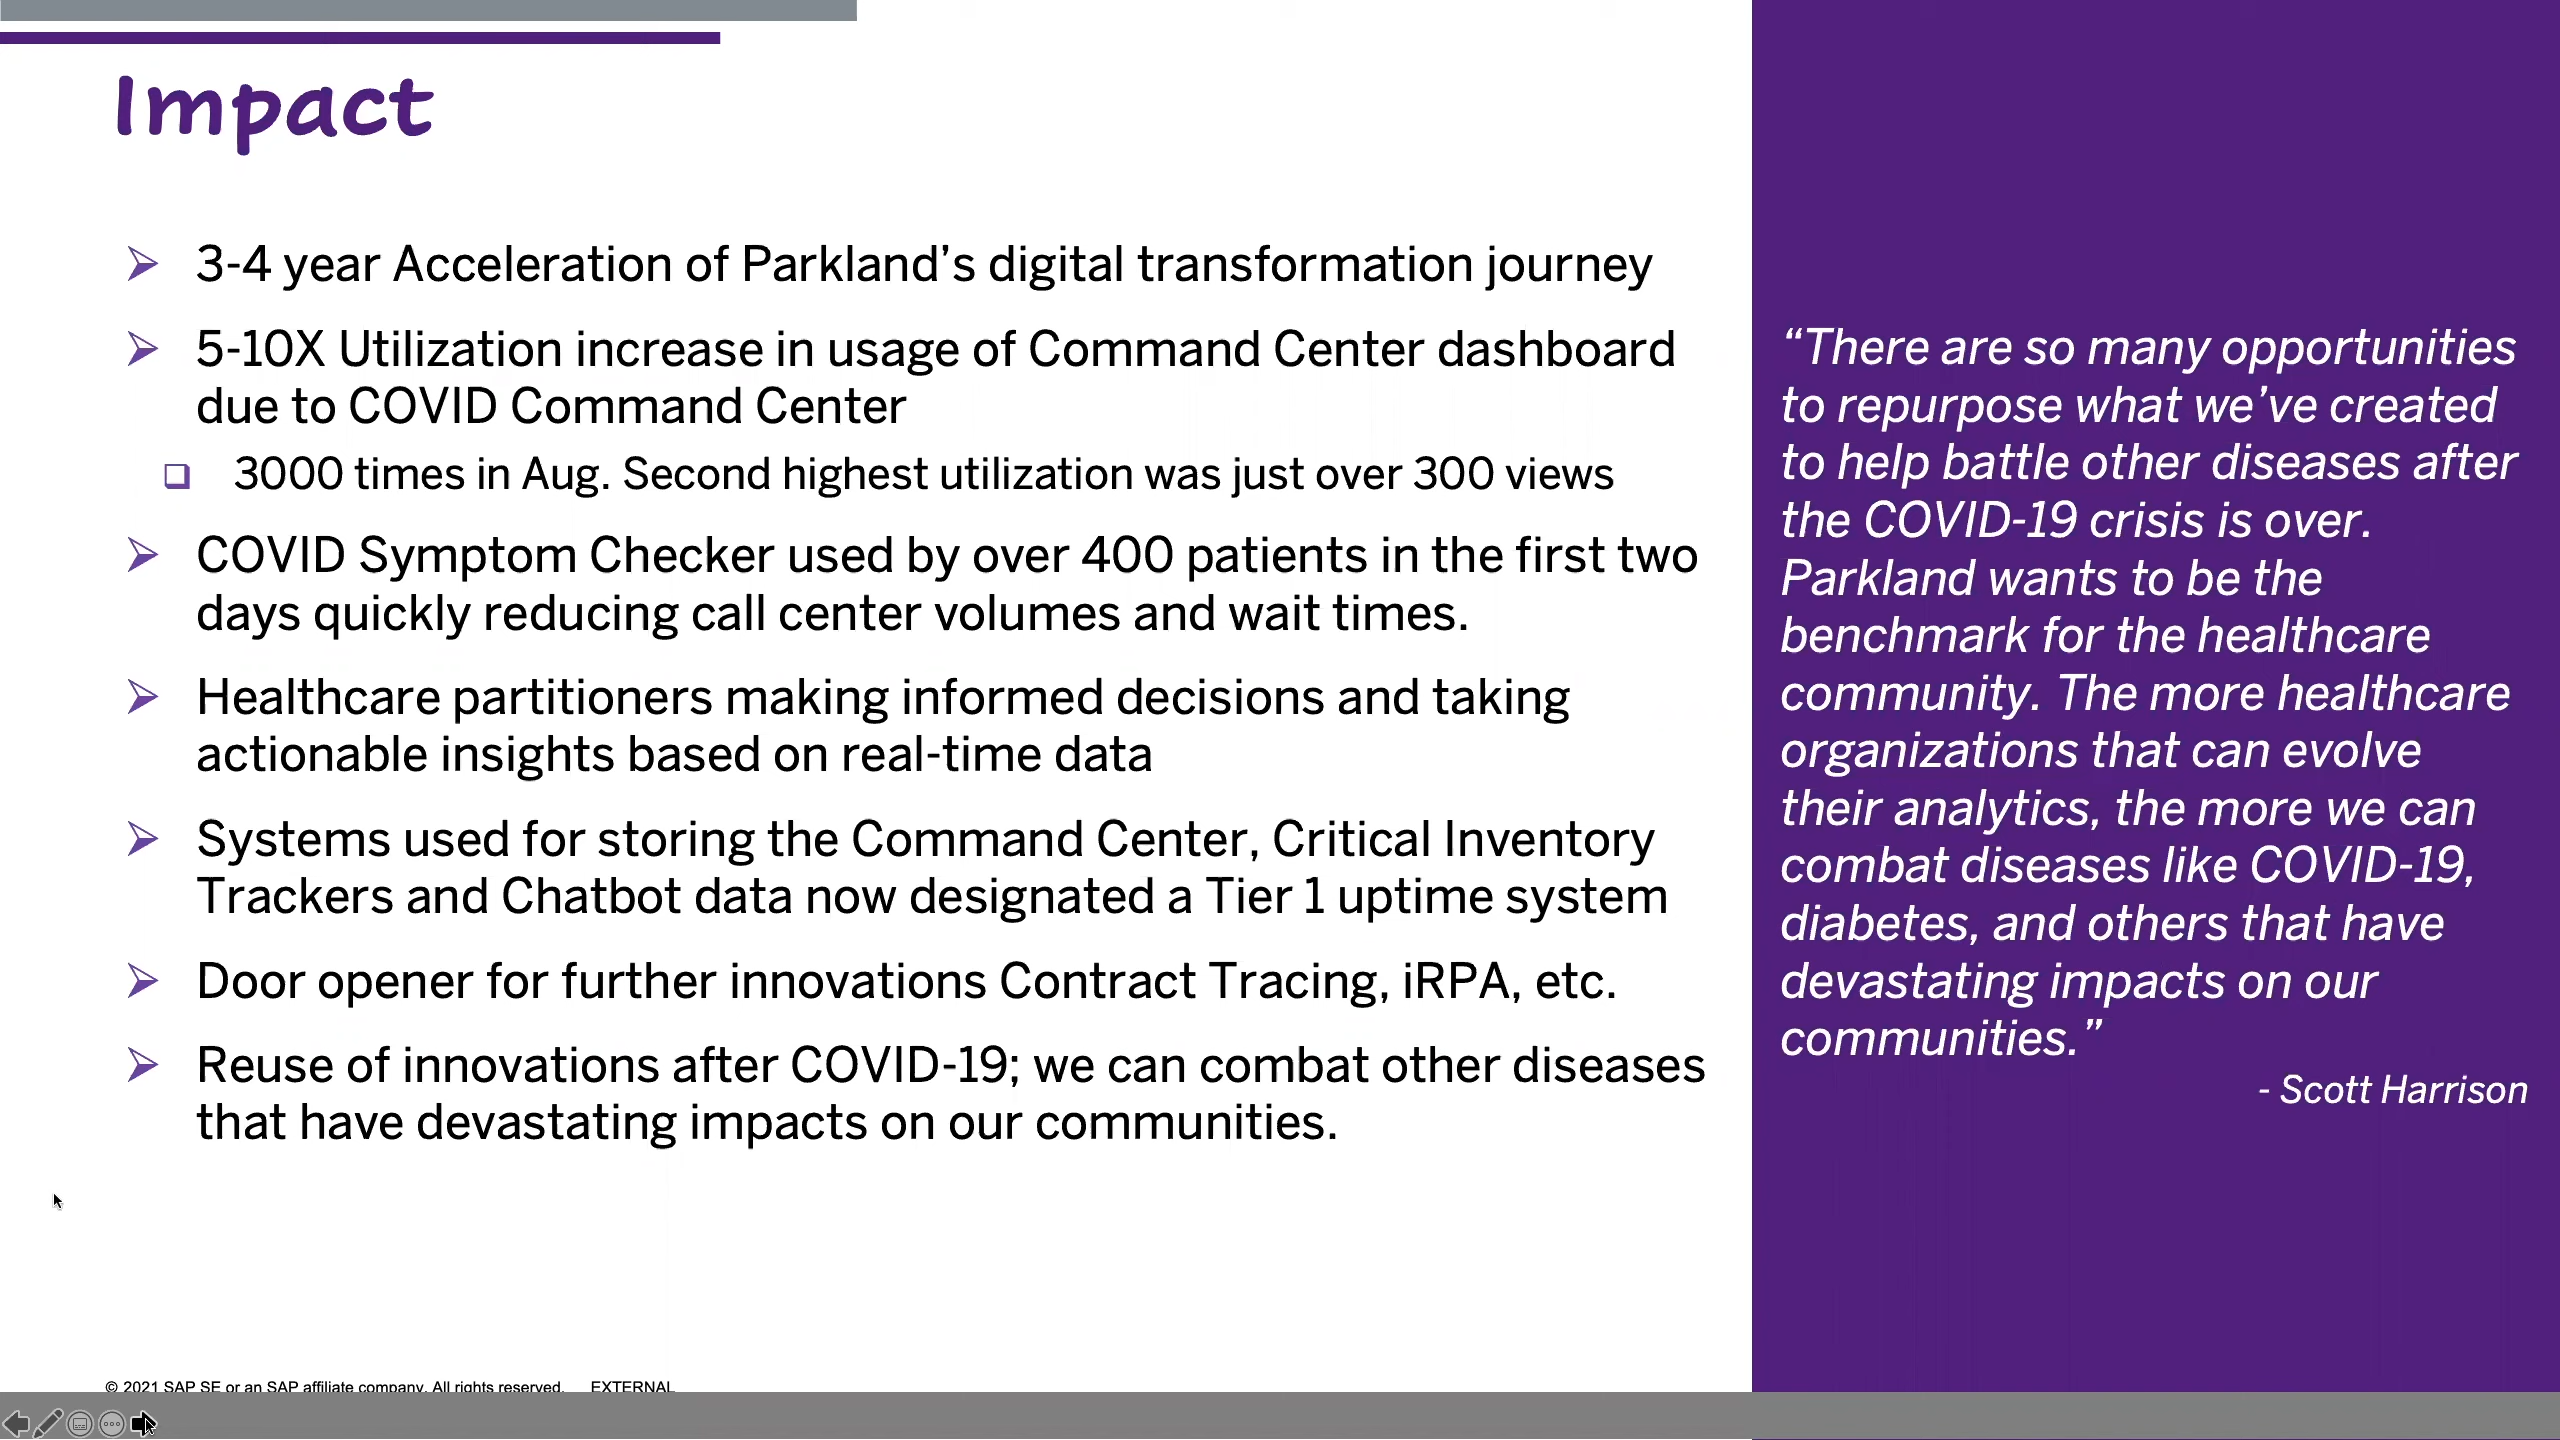 Impact
3-4 year Acceleration of Parkland’s digital transformation journey
5-10X Utilization increase in usage of Command Center dashboard
due to COVID Command Center
3000 times in Aug. Second highest utilization was just over 300 views
COVID Symptom Checker used by over 400 patients in the first two
days quickly reducing call center volumes and wait times.
Healthcare partitioners making informed decisions and taking
actionable insights based on real-time data
Systems used for storing the Command Center, Critical Inventory
Trackers and Chatbot data now designated a Tier 1 uptime system
Door opener for further innovations Contract Tracing, iRPA, etc.
Reuse of innovations after COVID-19; we can combat other diseases
that have devastating impacts on our communities.
“There are so many opportunities
to repurpose what we’ve created
to help battle other diseases after
the COVID-19 crisis is over.
Parkland wants to be the
benchmark for the healthcare
community. The more healthcare
organizations that can evolve
their analytics, the more we can
combat diseases like COVID-19,
diabetes, and others that have
devastating impacts on our
communities.”
- Scott Harrison
© 2021 SAP SE or an SAP affiliate company. All rights reserved. EXTERNAL